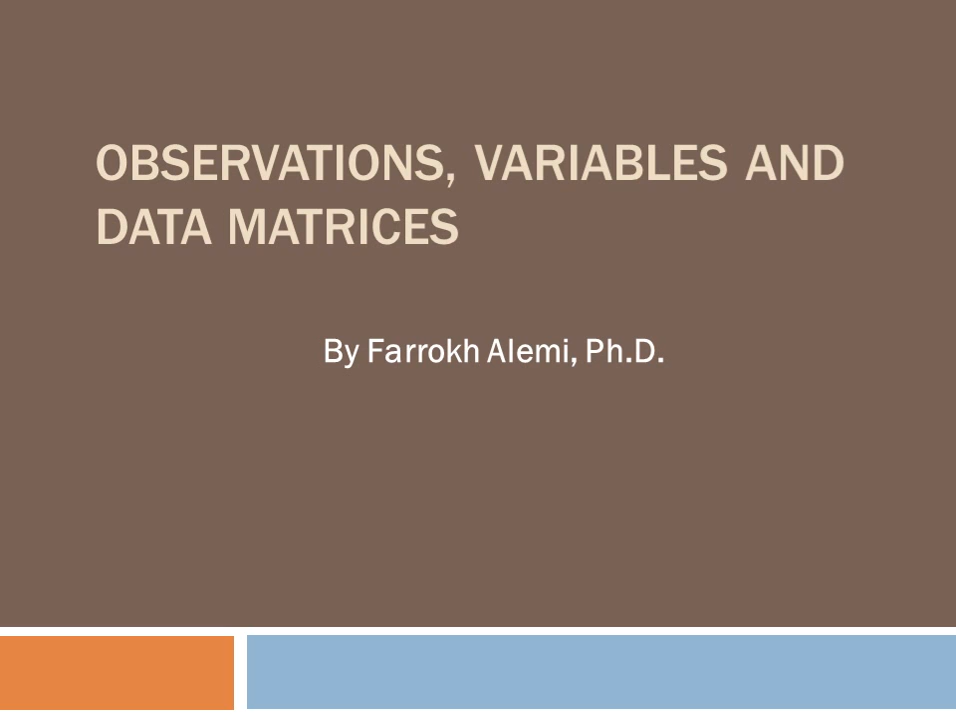 OBSERVATIONS, VARIABLES AND
DATA MATRICES
By Farrokh Alemi, Ph.D.